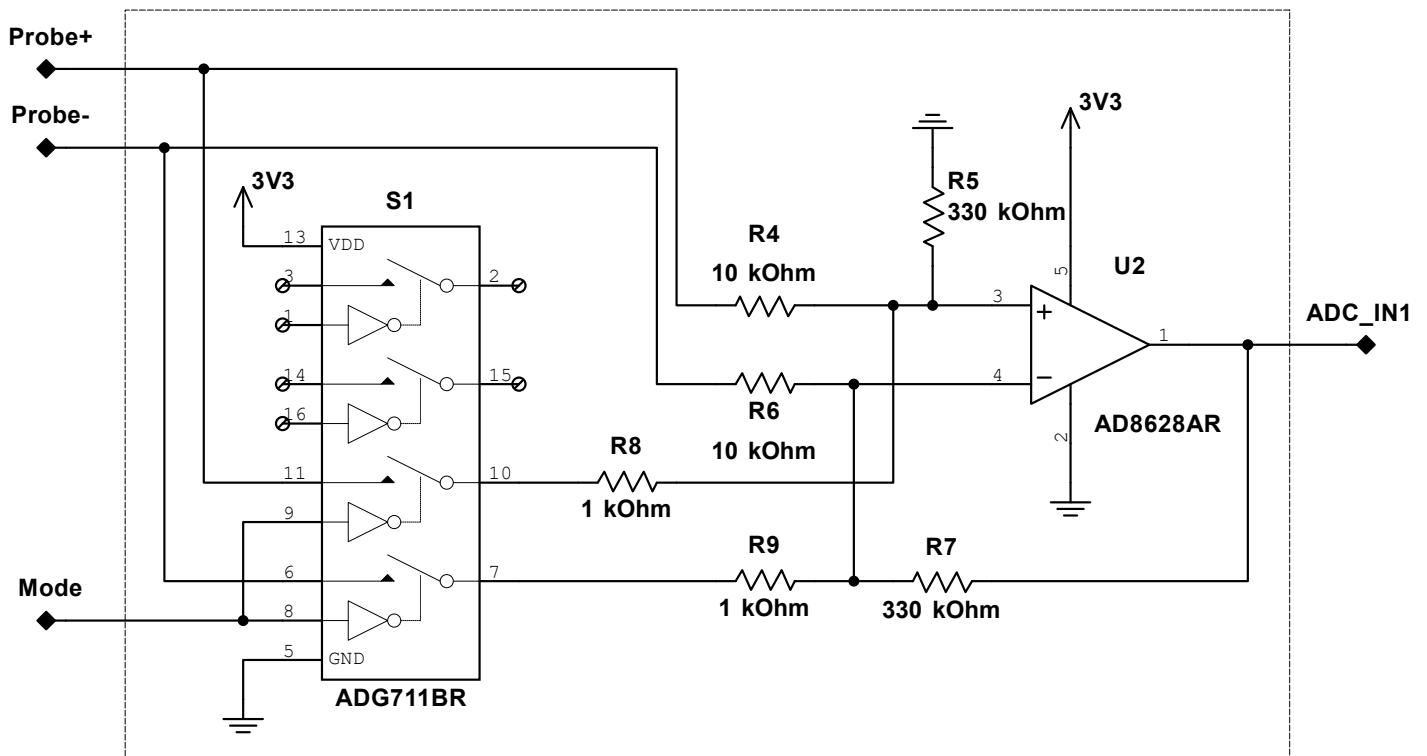 Probe+
Probe-
3V3
S1
13 VDD
3 2
1
14 15
16
11 10
9
6 7
8
5 GND
ADG711BR
Mode
R8
1 kOhm
R9
1 kOhm
R4
10 kOhm
R6
10 kOhm
R5
330 kOhm
R7
330 kOhm
3V3
U2
5
3 +
4 −
1
2
AD8628AR
ADC_IN1